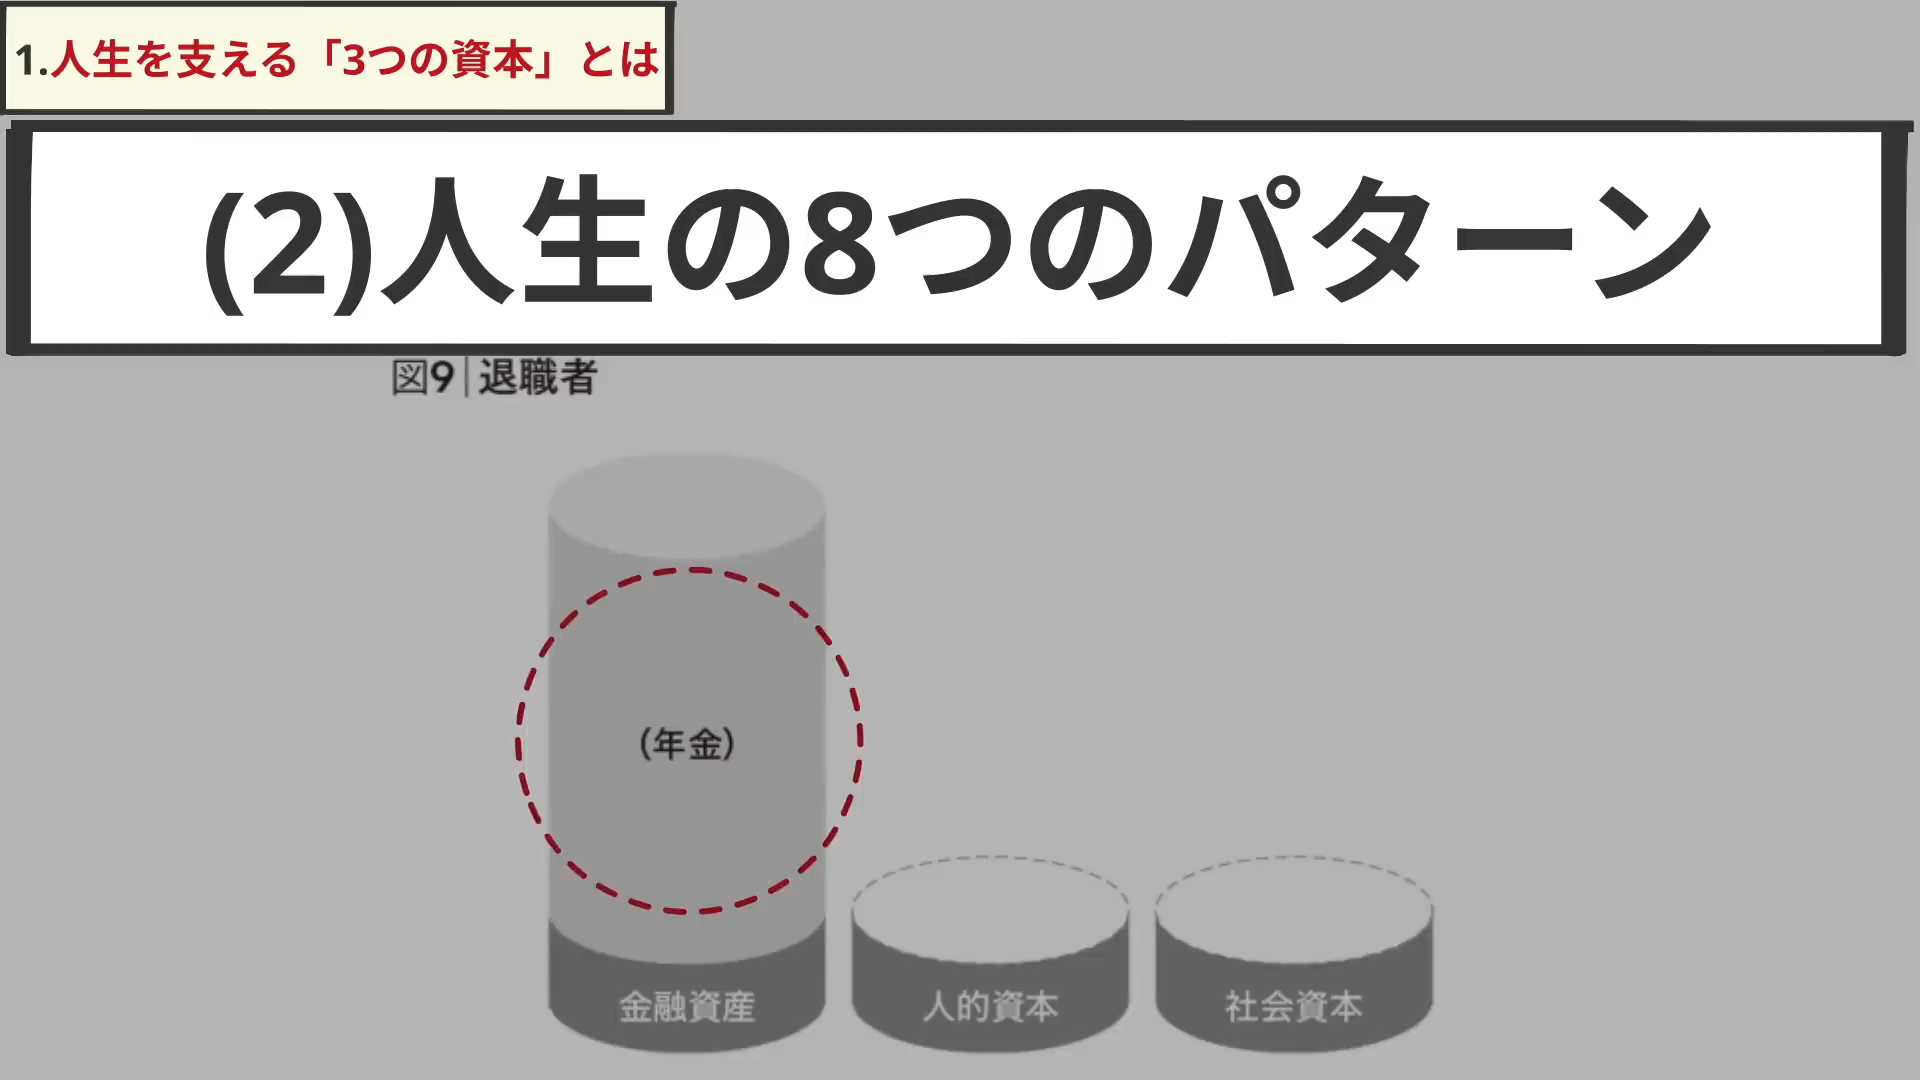 1.人生を支える「3つの資本」とは
(2)人生の8つのパターン
図9|退職者
(年金)
金融資産
人的資本
社会資本